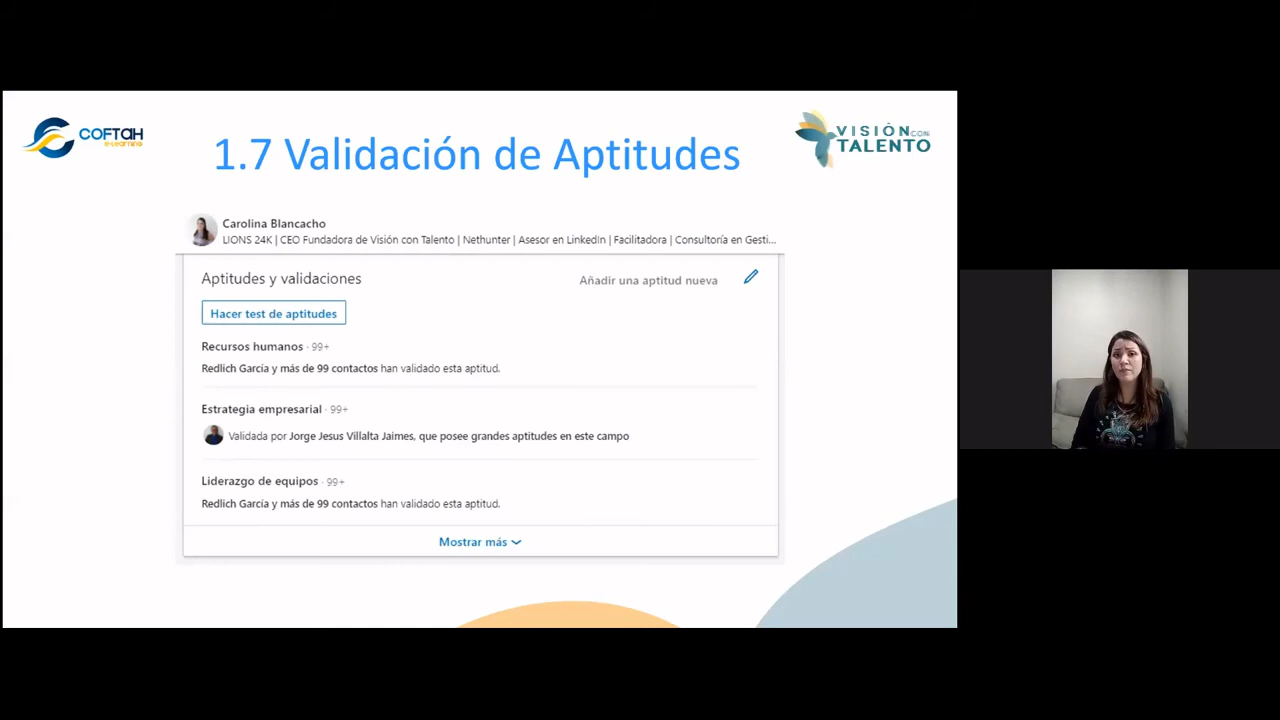 COFTAH
e-Learning
1.7 Validación de Aptitudes
VISIÓN CON
TALENTO
Carolina Blancacho
LIONS 24K | CEO Fundadora de Visión con Talento | Nethunter | Asesor en LinkedIn | Facilitadora | Consultoría en Gesti...
Aptitudes y validaciones
Añadir una aptitud nueva
Hacer test de aptitudes
Recursos humanos · 99+
Redlich García y más de 99 contactos han validado esta aptitud.
Estrategia empresarial · 99+
Validada por Jorge Jesus Villalta Jaimes, que posee grandes aptitudes en este campo
Liderazgo de equipos · 99+
Redlich García y más de 99 contactos han validado esta aptitud.
Mostrar más